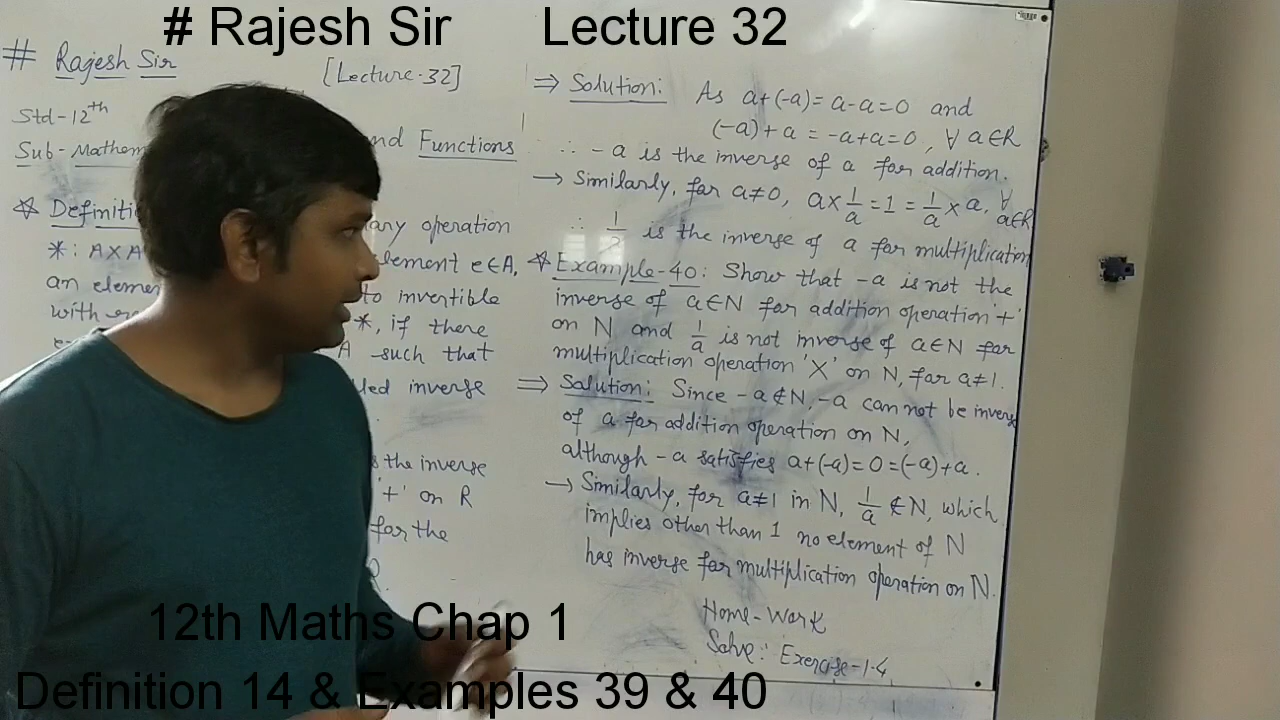 # Rajesh Sir Lecture 32
# Rajesh Sir
[Lecture-32]
Std-12th
Sub- Mathem
and Functions
☆ Definiti
ary operation
*: A×A
element e∈A,
an elemen
to invertible
with
*, if there
A such that
led inverse
the inverse
'+' on R
for the
⇒ Solution: As a+(-a)= a-a=0 and
(-a)+a = -a+a=0, ∀ a∈R
∴ -a is the inverse of a for addition.
→ Similarly, for a≠0, a×1/a=1=1/a×a, ∀ a∈R
∴ 1/a is the inverse of a for multiplication
☆ Example-40: Show that -a is not the
inverse of a∈N for addition operation '+'
on N and 1/a is not inverse of a∈N for
multiplication operation 'X' on N, for a≠1.
⇒ Solution: Since -a∉N, -a can not be inverse
of a for addition operation on N,
although -a satisfies a+(-a)=0=(-a)+a.
→ Similarly, for a≠1 in N, 1/a ∉N, which
implies other than 1 no element of N
has inverse for multiplication operation on N.
Home-Work
Solve: Exercise-1.4
12th Maths Chap 1
Definition 14 & Examples 39 & 40